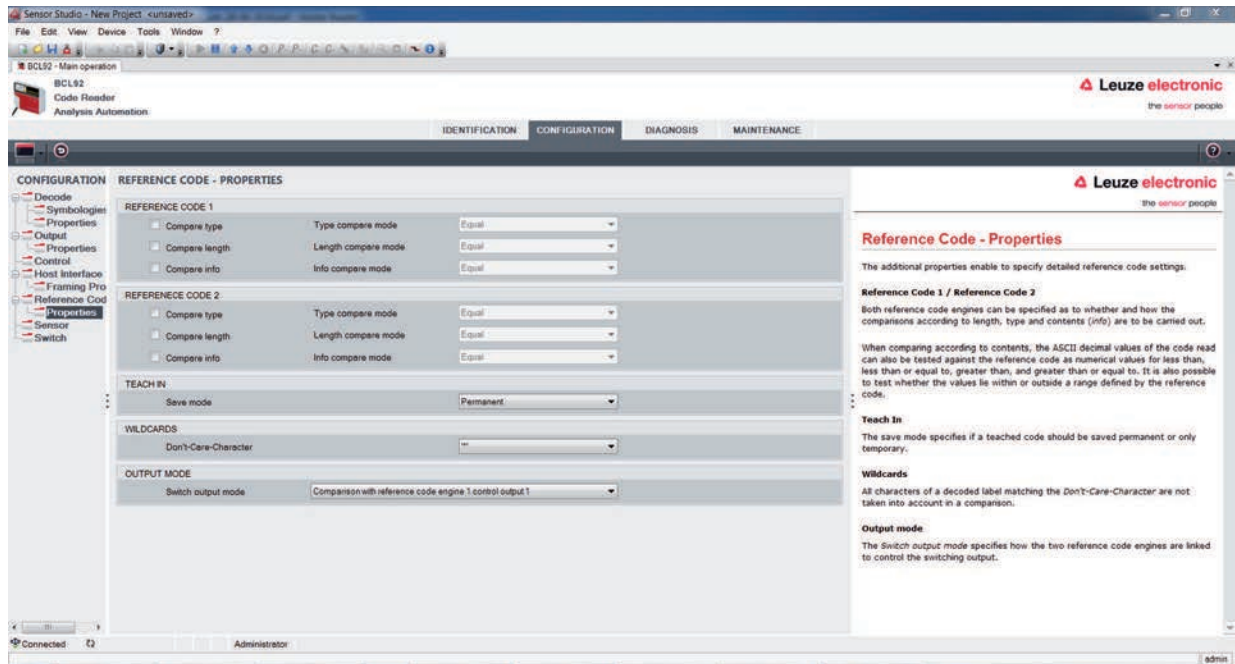 Sensor Studio - New Project <unsaved>
File Edit View Device Tools Window ?
BCL92 - Main operation
BCL92
Code Reader
Analysis Automation
Leuze electronic
the sensor people
IDENTIFICATION CONFIGURATION DIAGNOSIS MAINTENANCE
CONFIGURATION
Decode
Symbologies
Properties
Output
Properties
Control
Host Interface
Framing Pro
Reference Cod
Properties
Sensor
Switch
REFERENCE CODE - PROPERTIES
REFERENCE CODE 1
Compare type Type compare mode Equal
Compare length Length compare mode Equal
Compare info Info compare mode Equal
REFERENECE CODE 2
Compare type Type compare mode Equal
Compare length Length compare mode Equal
Compare info Info compare mode Equal
TEACH IN
Save mode Permanent
WILDCARDS
Don't-Care-Character
OUTPUT MODE
Switch output mode Comparison with reference code engine 1 control output 1
Leuze electronic
the sensor people
Reference Code - Properties
The additional properties enable to specify detailed reference code settings.
Reference Code 1 / Reference Code 2
Both reference code engines can be specified as to whether and how the
comparisons according to length, type and contents (info) are to be carried out.
When comparing according to contents, the ASCII decimal values of the code read
can also be tested against the reference code as numerical values for less than,
less than or equal to, greater than, and greater than or equal to. It is also possible
to test whether the values lie within or outside a range defined by the reference
code.
Teach In
The save mode specifies if a teached code should be saved permanent or only
temporary.
Wildcards
All characters of a decoded label matching the Don't-Care-Character are not
taken into account in a comparison.
Output mode
The Switch output mode specifies how the two reference code engines are linked
to control the switching output.
Connected
Administrator
admin